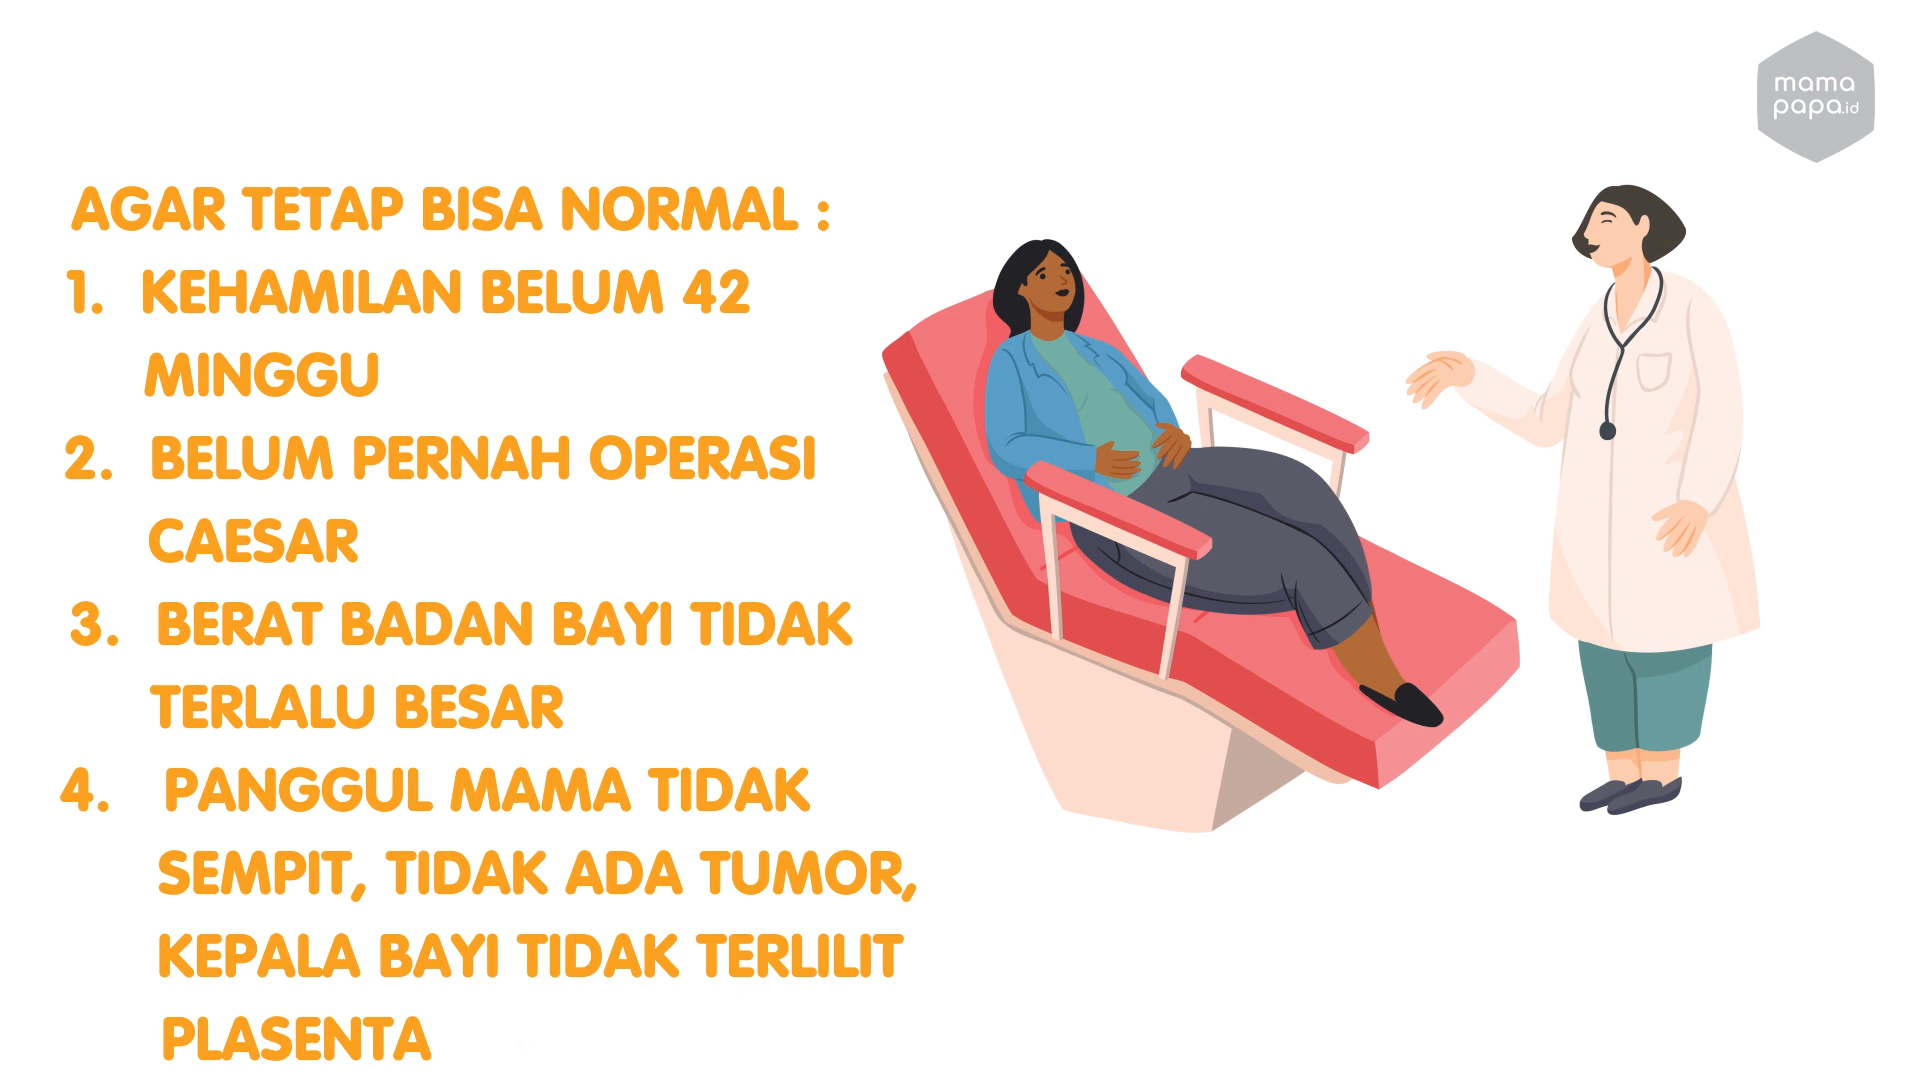 mama
papa.id
AGAR TETAP BISA NORMAL :
1. KEHAMILAN BELUM 42
MINGGU
2. BELUM PERNAH OPERASI
CAESAR
3. BERAT BADAN BAYI TIDAK
TERLALU BESAR
4. PANGGUL MAMA TIDAK
SEMPIT, TIDAK ADA TUMOR,
KEPALA BAYI TIDAK TERLILIT
PLASENTA